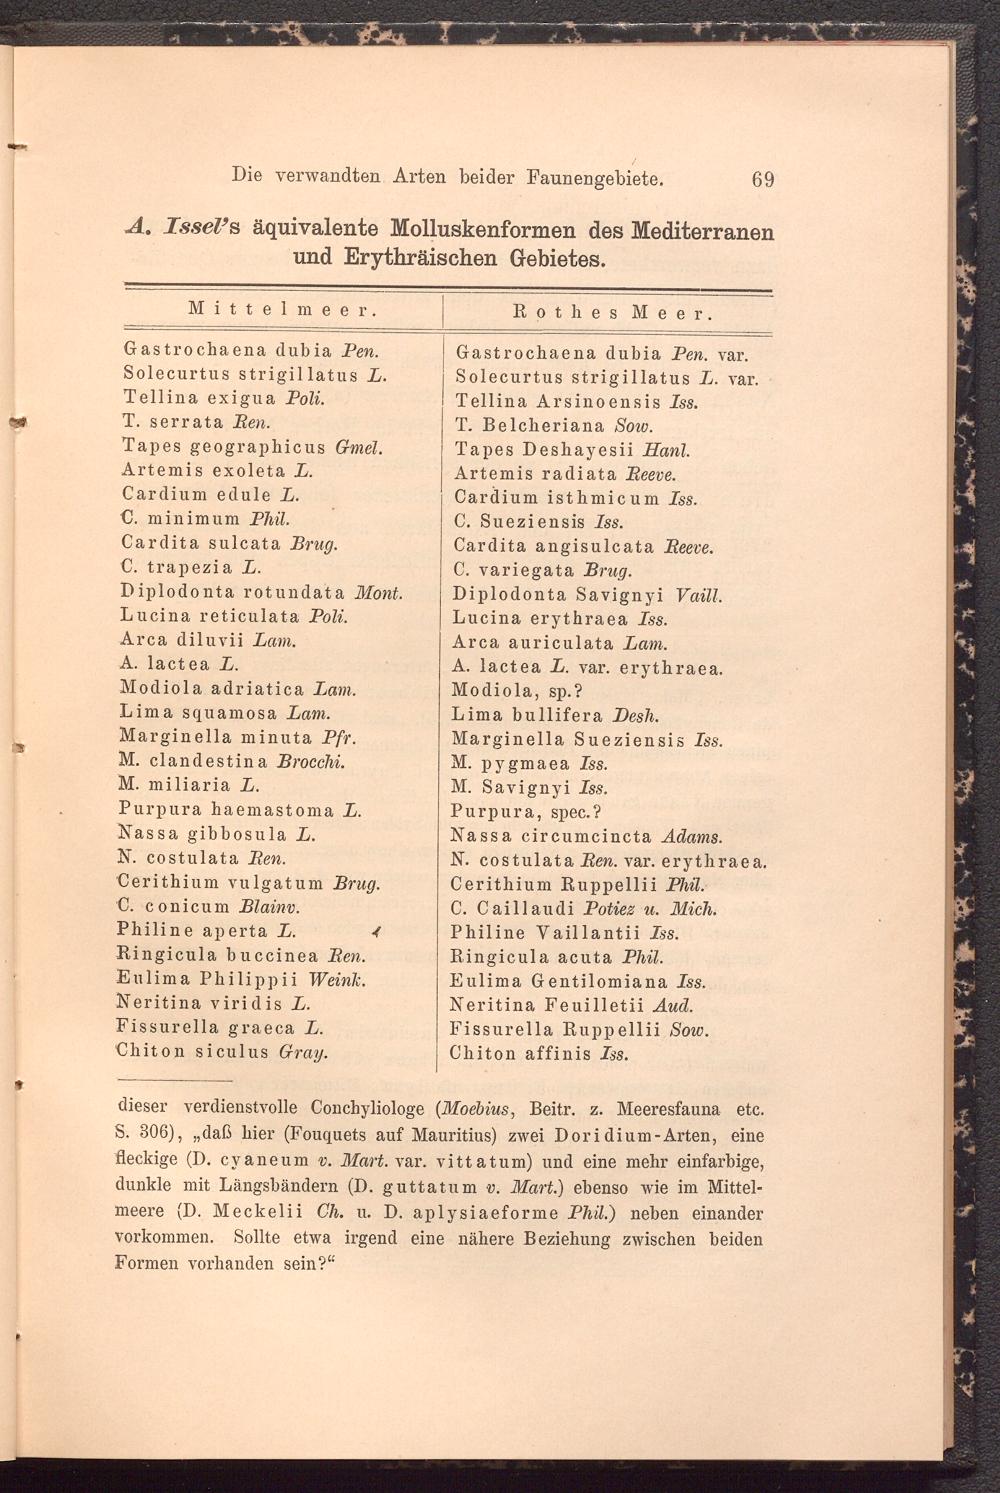 Die verwandten Arten beider Faunengebiete. 69
A. Issel's äquivalente Molluskenformen des Mediterranen
und Erythräischen Gebietes.
Mittelmeer. Rothes Meer.
Gastrochaena dubia Pen. Gastrochaena dubia Pen. var.
Solecurtus strigillatus L. Solecurtus strigillatus L. var.
Tellina exigua Poli. Tellina Arsinoensis Iss.
T. serrata Ren. T. Belcheriana Sow.
Tapes geographicus Gmel. Tapes Deshayesii Hanl.
Artemis exoleta L. Artemis radiata Reeve.
Cardium edule L. Cardium isthmicum Iss.
C. minimum Phil. C. Sueziensis Iss.
Cardita sulcata Brug. Cardita angisulcata Reeve.
C. trapezia L. C. variegata Brug.
Diplodonta rotundata Mont. Diplodonta Savignyi Vaill.
Lucina reticulata Poli. Lucina erythraea Iss.
Arca diluvii Lam. Arca auriculata Lam.
A. lactea L. A. lactea L. var. erythraea.
Modiola adriatica Lam. Modiola, sp.?
Lima squamosa Lam. Lima bullifera Desh.
Marginella minuta Pfr. Marginella Sueziensis Iss.
M. clandestina Brocchi. M. pygmaea Iss.
M. miliaria L. M. Savignyi Iss.
Purpura haemastoma L. Purpura, spec.?
Nassa gibbosula L. Nassa circumcincta Adams.
N. costulata Ren. N. costulata Ren. var. erythraea.
Cerithium vulgatum Brug. Cerithium Ruppellii Phil.
C. conicum Blainv. C. Caillaudi Potiez u. Mich.
Philine aperta L. Philine Vaillantii Iss.
Ringicula buccinea Ren. Ringicula acuta Phil.
Eulima Philippii Weink. Eulima Gentilomiana Iss.
Neritina viridis L. Neritina Feuilletii Aud.
Fissurella graeca L. Fissurella Ruppellii Sow.
Chiton siculus Gray. Chiton affinis Iss.
dieser verdienstvolle Conchyliologe (Moebius, Beitr. z. Meeresfauna etc.
S. 306), „daß hier (Fouquets auf Mauritius) zwei Doridium-Arten, eine
fleckige (D. cyaneum v. Mart. var. vittatum) und eine mehr einfarbige,
dunkle mit Längsbändern (D. guttatum v. Mart.) ebenso wie im Mittel-
meere (D. Meckelii Ch. u. D. aplysiaeforme Phil.) neben einander
vorkommen. Sollte etwa irgend eine nähere Beziehung zwischen beiden
Formen vorhanden sein?“